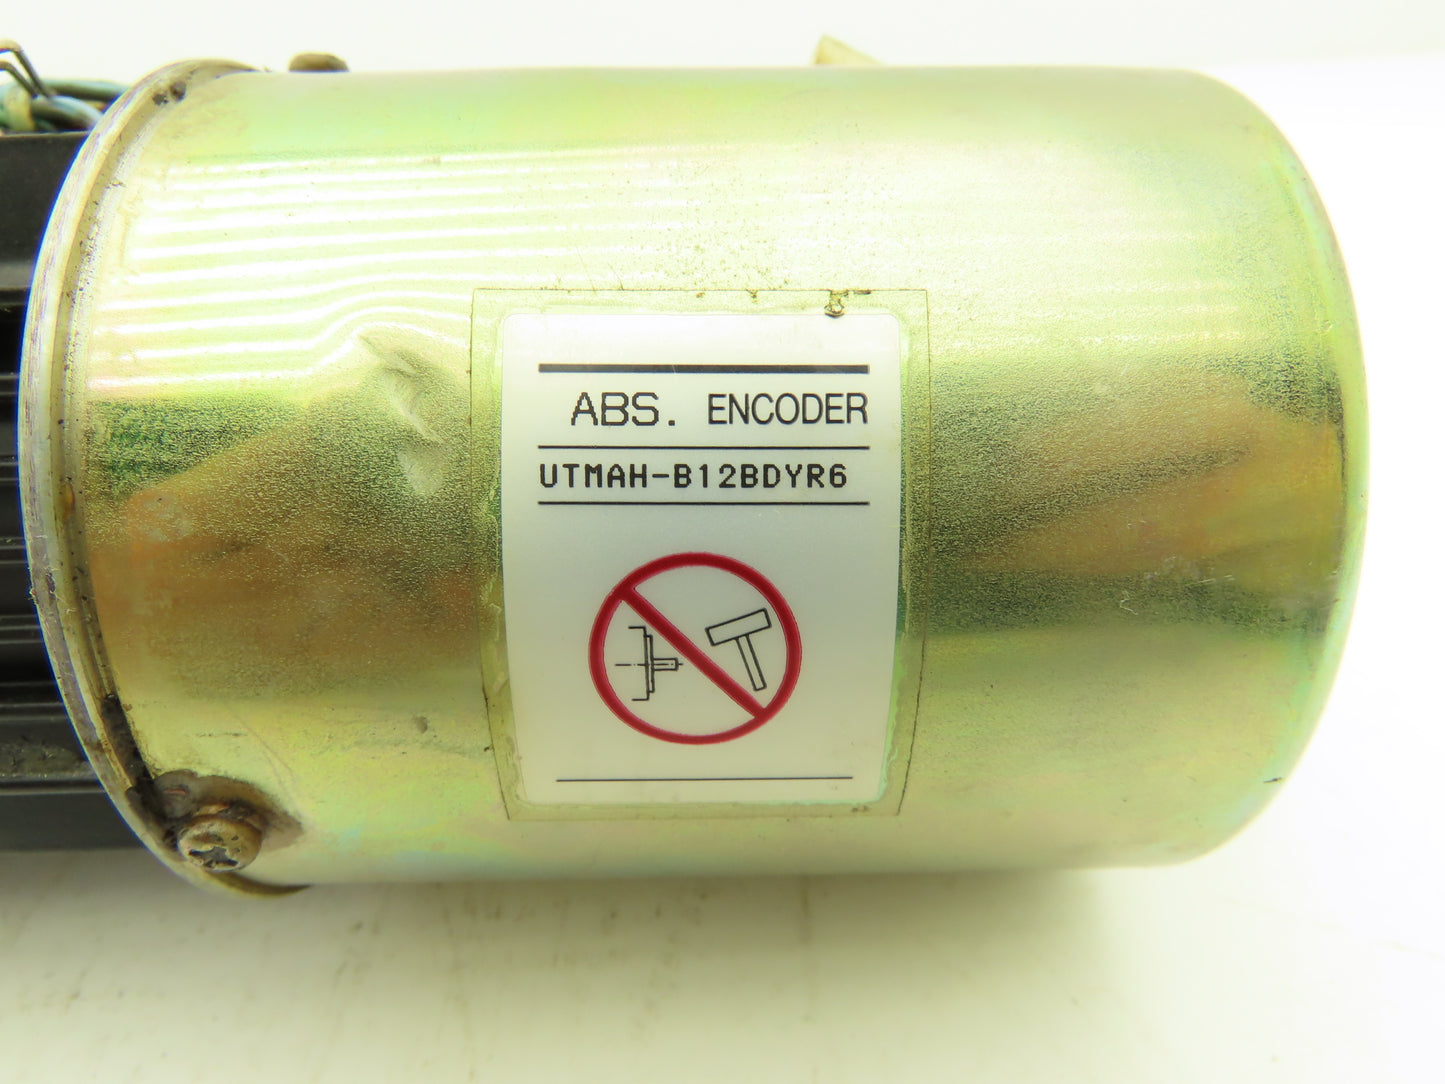 ABS. ENCODER
UTMAH-B12BDYR6